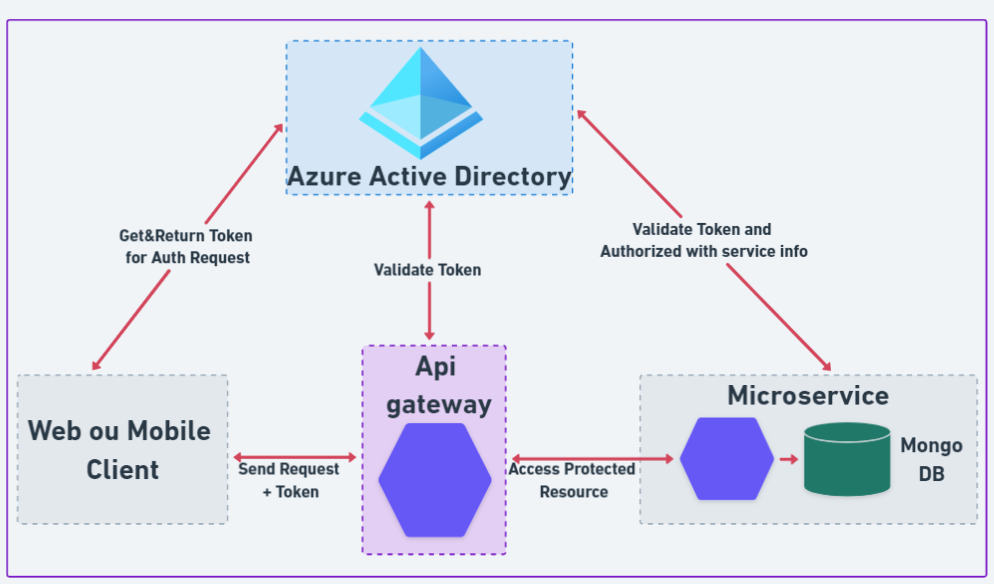 Azure Active Directory
Get&Return Token
for Auth Request
Validate Token
Validate Token and
Authorized with service info
Web ou Mobile
Client
Send Request
+ Token
Api
gateway
Access Protected
Resource
Microservice
Mongo
DB